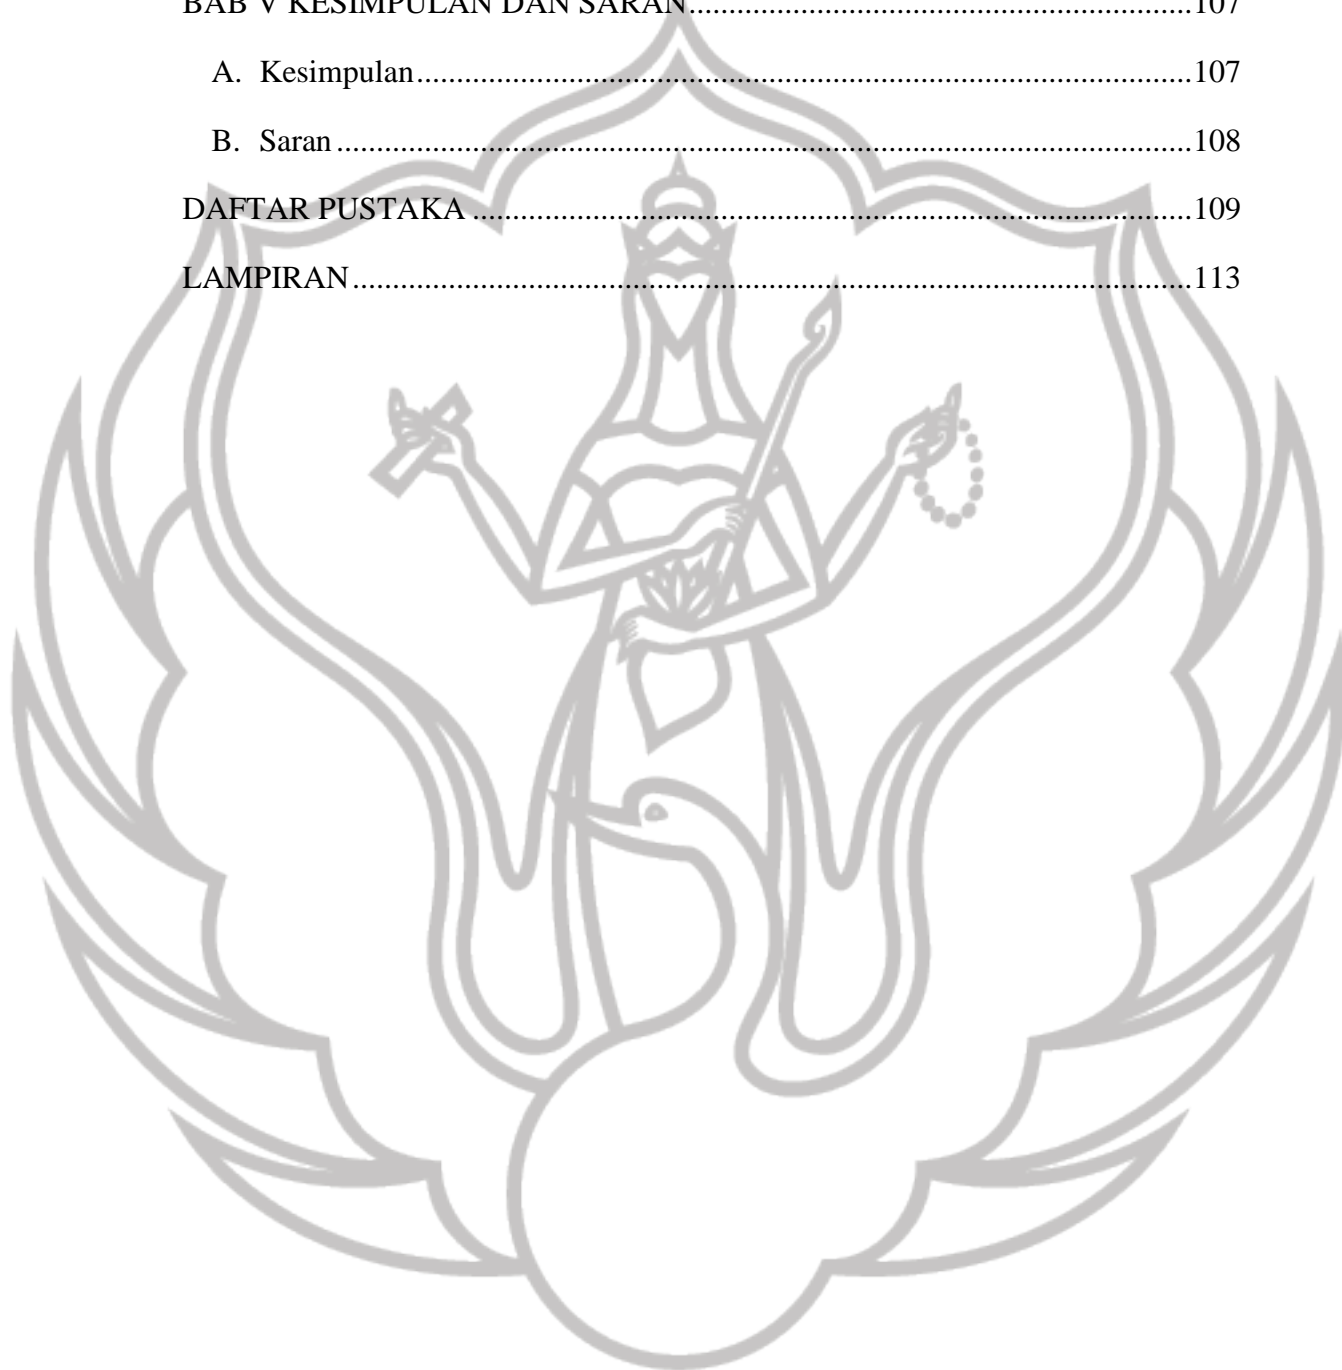 BAB V KESIMPULAN DAN SARAN........................................................107
A. Kesimpulan........................................................................................107
B. Saran..................................................................................................108
DAFTAR PUSTAKA..................................................................................109
LAMPIRAN................................................................................................113